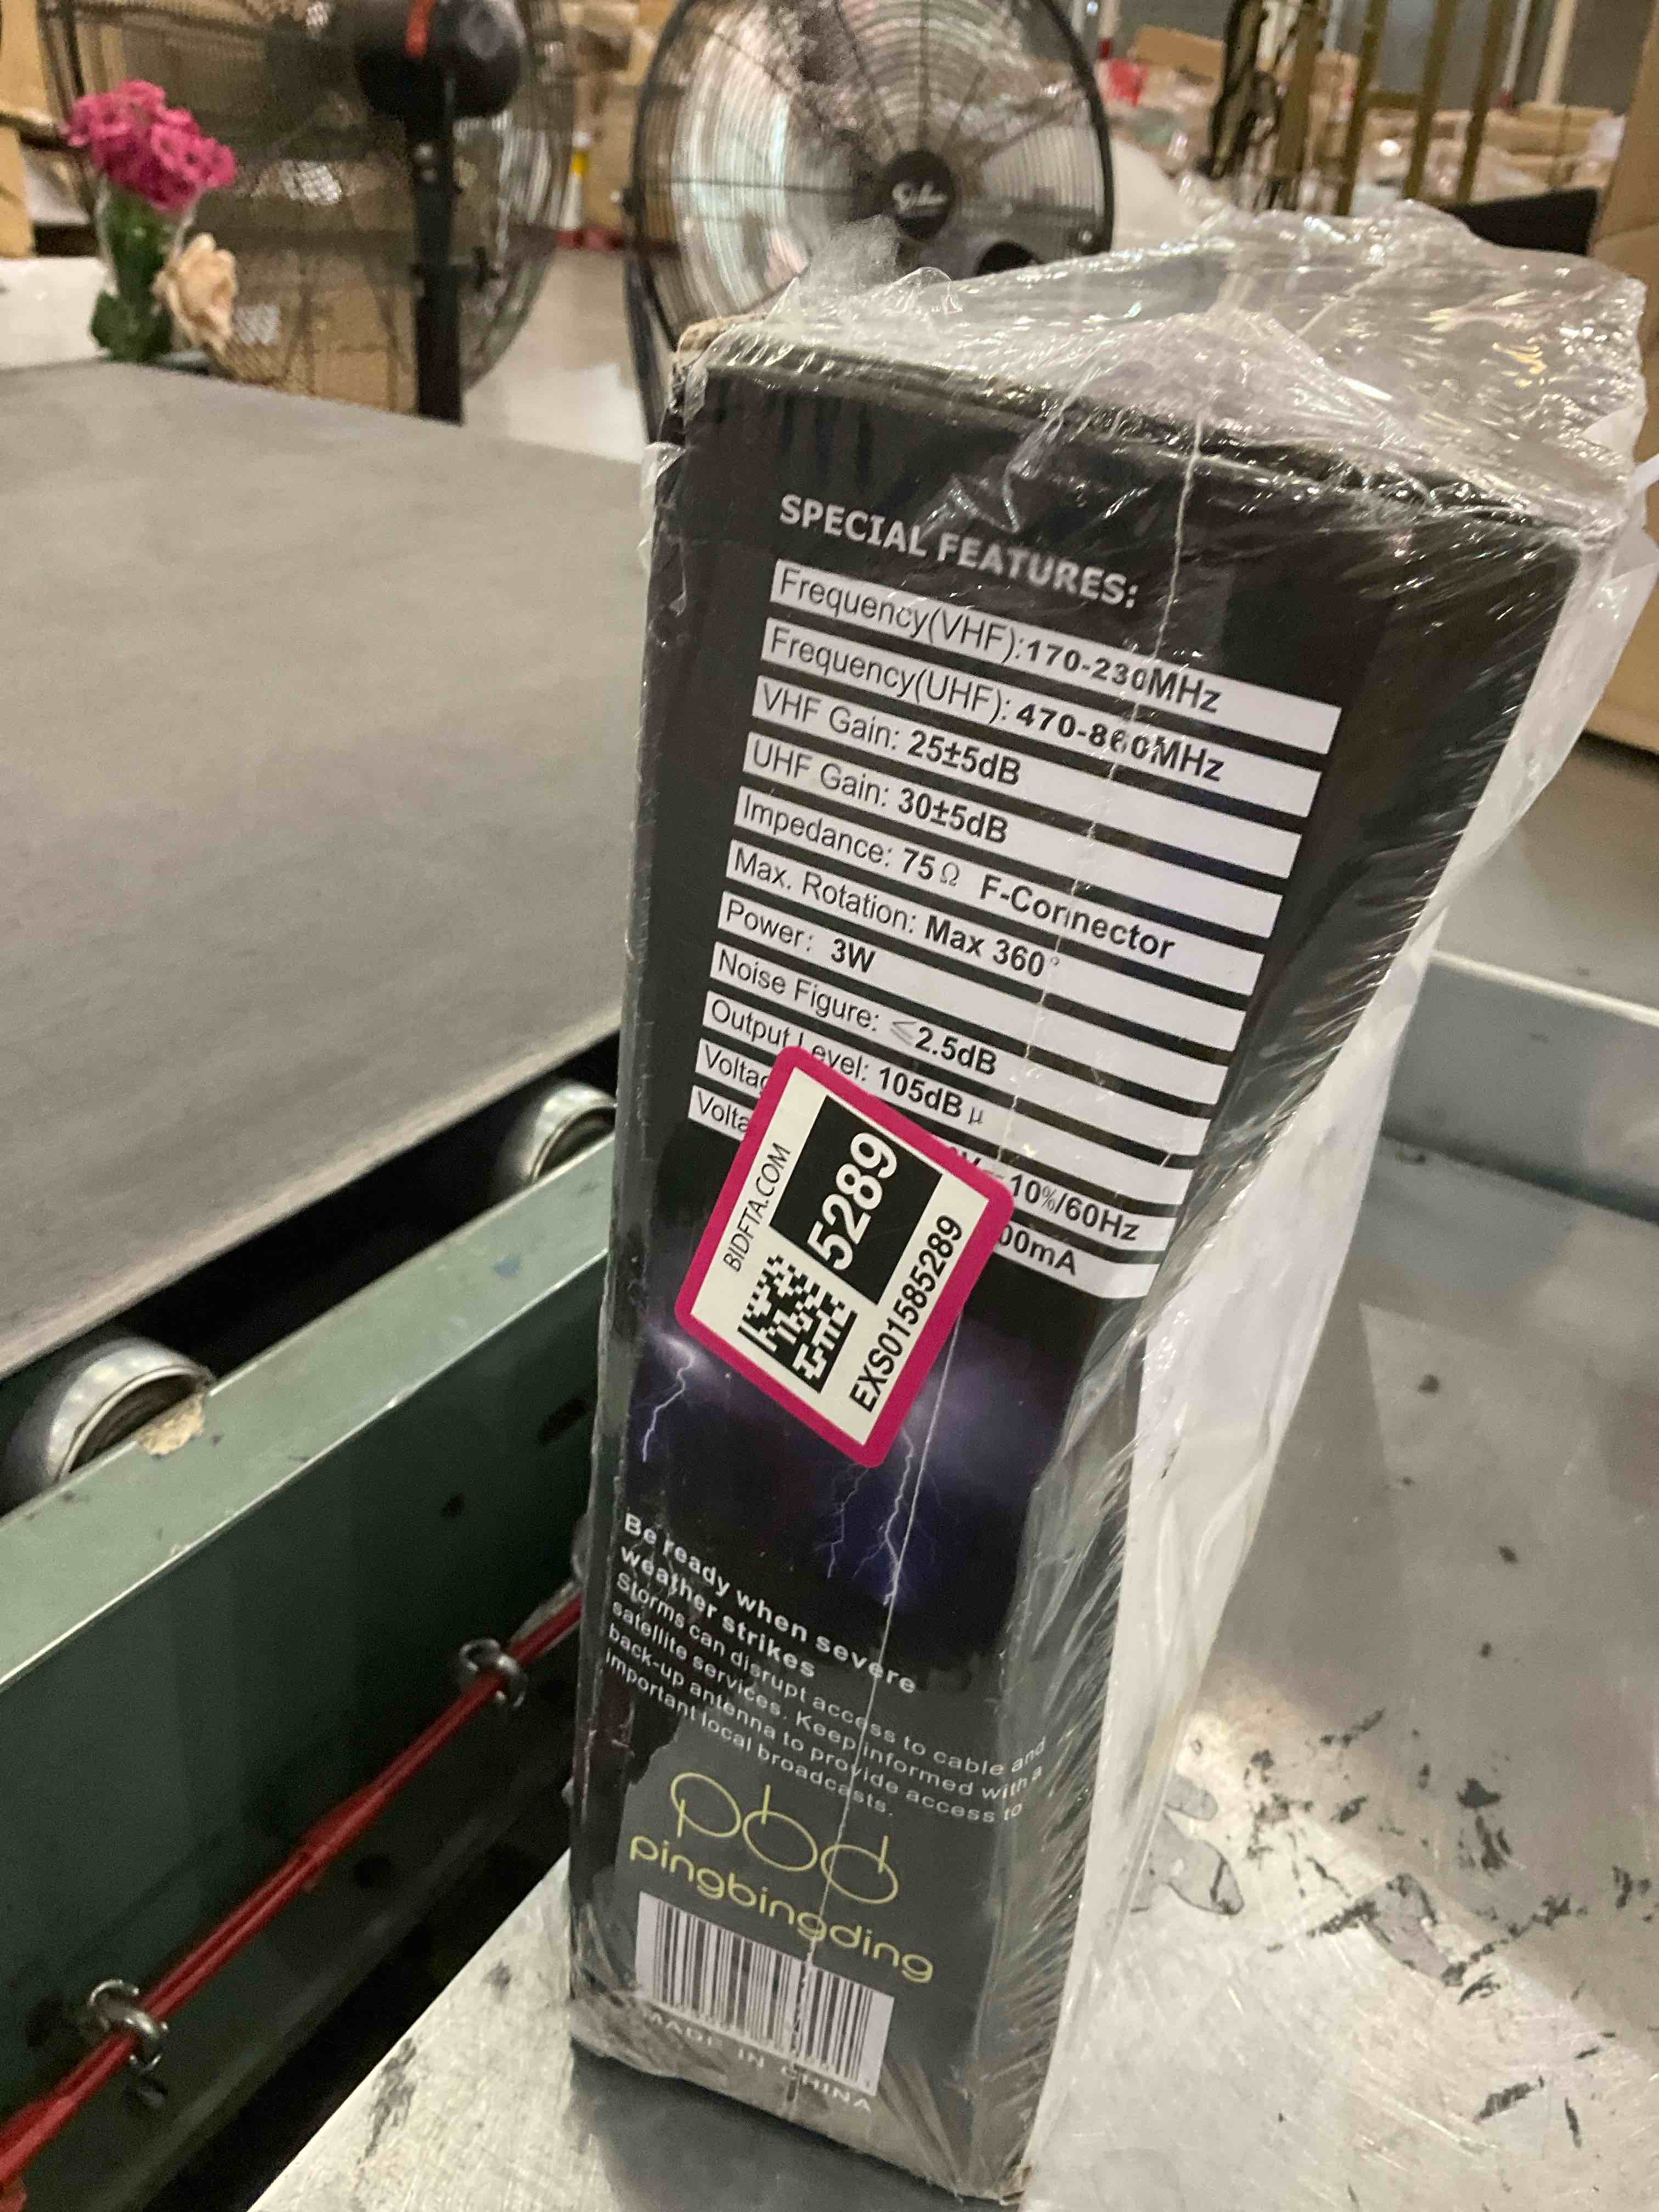 SPECIAL FEATURES:
Frequency(VHF):170-230MHz
Frequency(UHF): 470-860MHz
VHF Gain: 25±5dB
UHF Gain: 30±5dB
Impedance: 75Ω F-Connector
Max. Rotation: Max 360°
Power: 3W
Noise Figure: ≤2.5dB
Output Level: 105dB μ
10%/60Hz
00mA
BIDFTA.COM
5289
EXS01585289
Be ready when severe
weather strikes
Storms can disrupt access to cable and
satellite services. Keep informed with a
back-up antenna to provide access to
important local broadcasts.
pbd
pingbingding
MADE IN CHINA